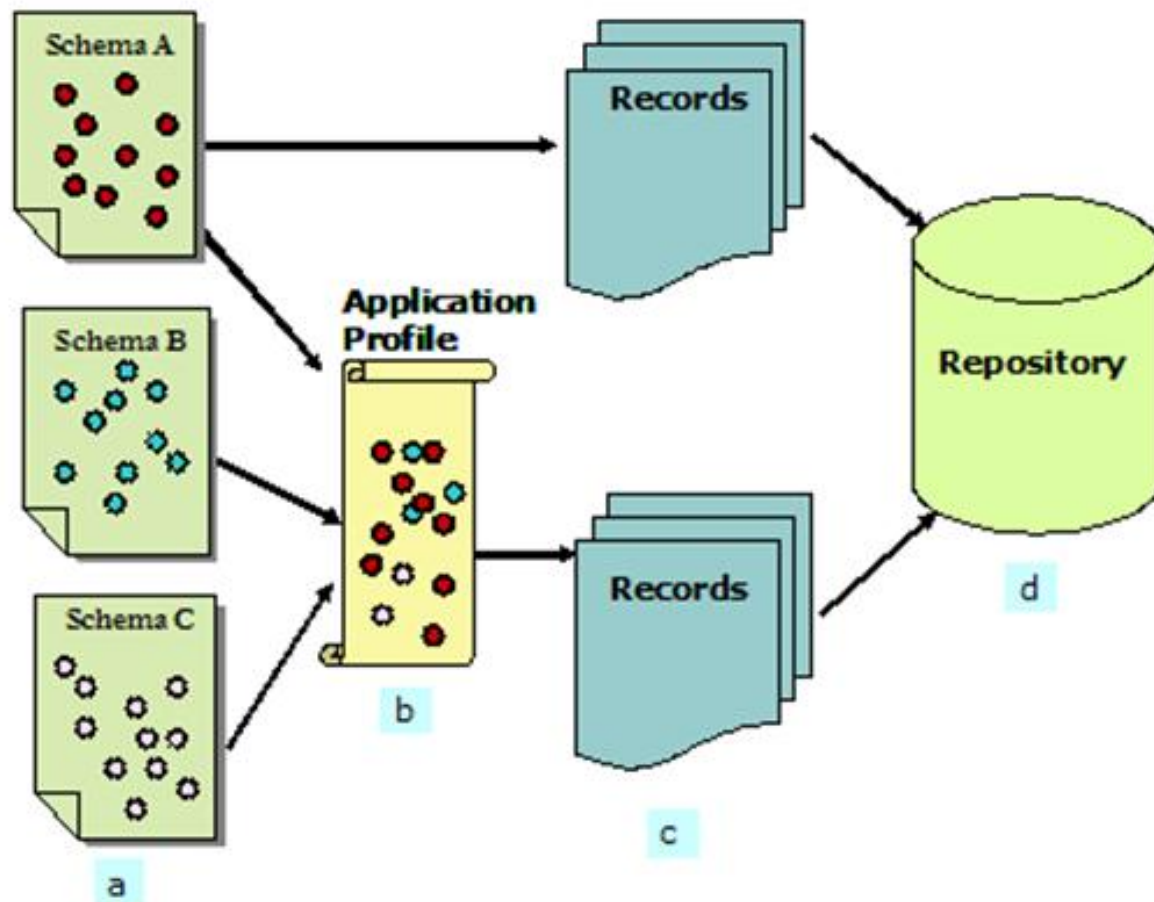 Schema A
Records
Application
Profile
Schema B
Repository
Records
Schema C
a
b
c
d